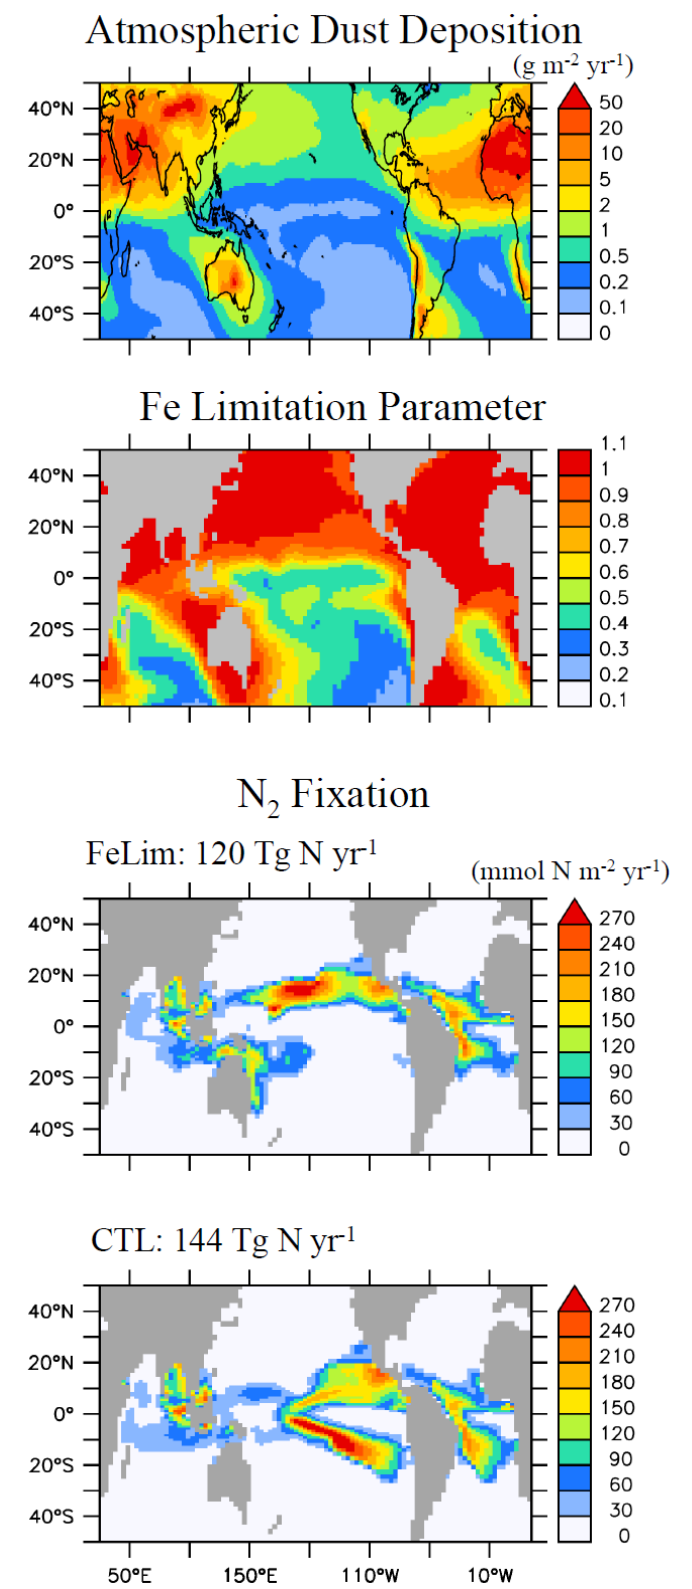 Atmospheric Dust Deposition
(g m-2 yr-1)
40°N
20°N
0°
20°S
40°S
50
20
10
5
2
1
0.5
0.2
0.1
0
Fe Limitation Parameter
40°N
20°N
0°
20°S
40°S
1.1
1
0.9
0.8
0.7
0.6
0.5
0.4
0.3
0.2
0.1
N2 Fixation
FeLim: 120 Tg N yr-1
(mmol N m-2 yr-1)
40°N
20°N
0°
20°S
40°S
270
240
210
180
150
120
90
60
30
0
CTL: 144 Tg N yr-1
40°N
20°N
0°
20°S
40°S
270
240
210
180
150
120
90
60
30
0
50°E 150°E 110°W 10°W